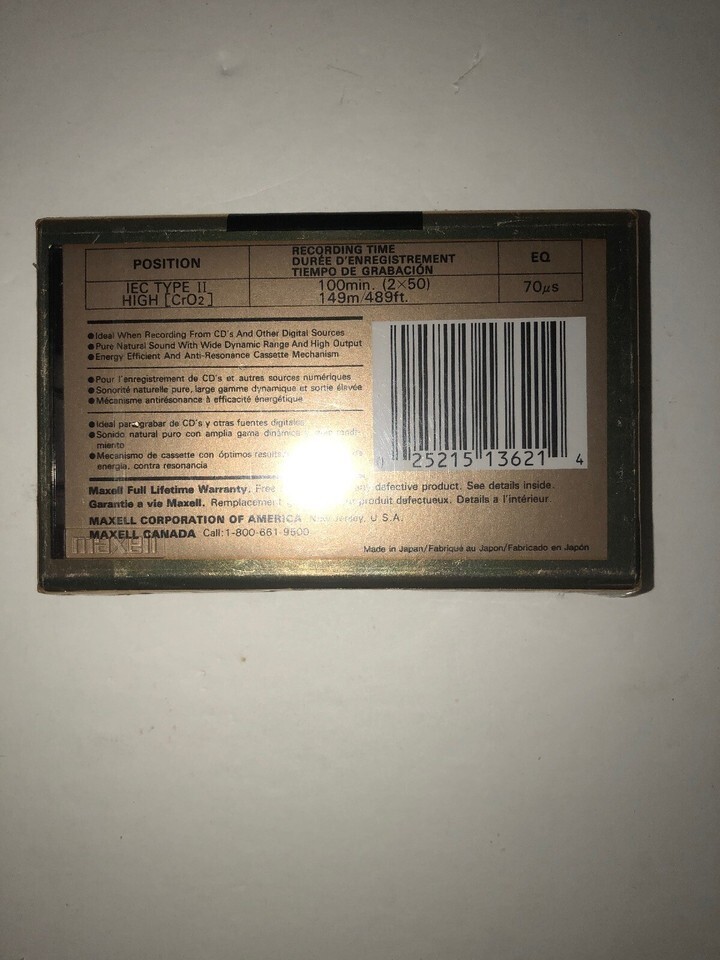 POSITION
RECORDING TIME
DURÉE D'ENREGISTREMENT
TIEMPO DE GRABACIÓN
EQ
IEC TYPE II
HIGH [CrO2]
100min. (2×50)
149m/489ft.
70μs
●Ideal When Recording From CD's And Other Digital Sources
●Pure Natural Sound With Wide Dynamic Range And High Output
●Energy Efficient And Anti-Resonance Cassette Mechanism
●Pour l'enregistrement de CD's et autres sources numériques
●Sonorité naturelle pure, large gamme dynamique et sortie élevée
●Mécanisme antirésonance à efficacité énergétique
●Ideal para grabar de CD's y otras fuentes digitales
●Sonido natural puro con amplia gama dinámica
miento
●Mecanismo de cassette con óptimos
energía, contra resonancia
0 25215 13621 4
Maxell Full Lifetime Warranty. Free defective product. See details inside.
Garantie a vie Maxell. Remplacement produit defectueux. Details a l'intérieur
MAXELL CORPORATION OF AMERICA New Jersey, U.S.A.
MAXELL CANADA Call:1-800-661-9500
maxell
Made in Japan/Fabriqué au Japon/Fabricado en Japón